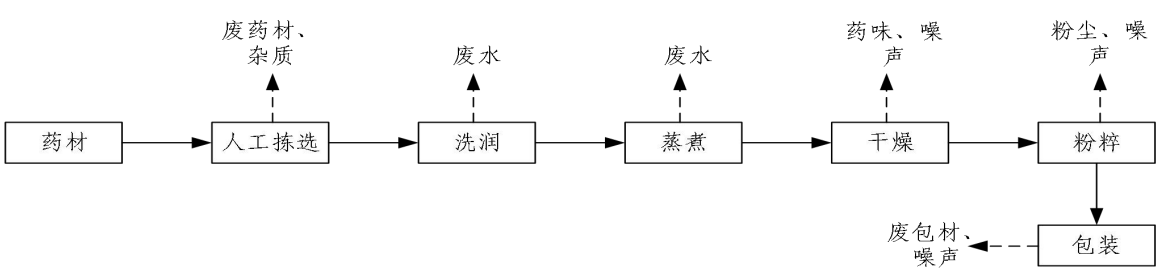 废药材、
杂质
废水
废水
药味、噪
声
粉尘、噪
声
药材
人工拣选
洗润
蒸煮
干燥
粉粹
废包材、
噪声
包装